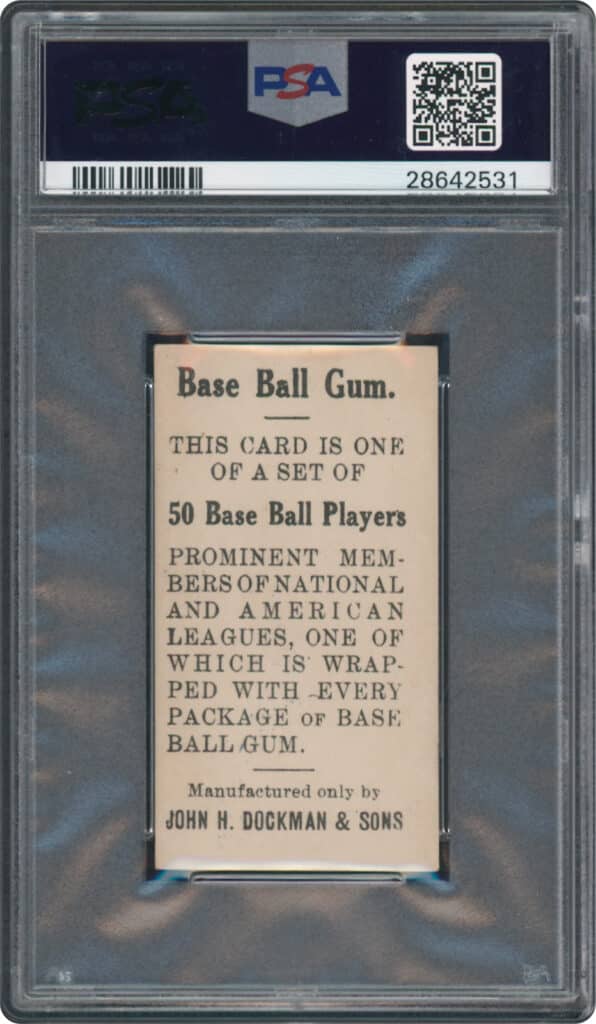 PSA
PSA
28642531
Base Ball Gum.
THIS CARD IS ONE
OF A SET OF
50 Base Ball Players
PROMINENT MEM-
BERS OF NATIONAL
AND AMERICAN
LEAGUES, ONE OF
WHICH IS WRAP-
PED WITH EVERY
PACKAGE OF BASE
BALL GUM.
Manufactured only by
JOHN H. DOCKMAN & SONS